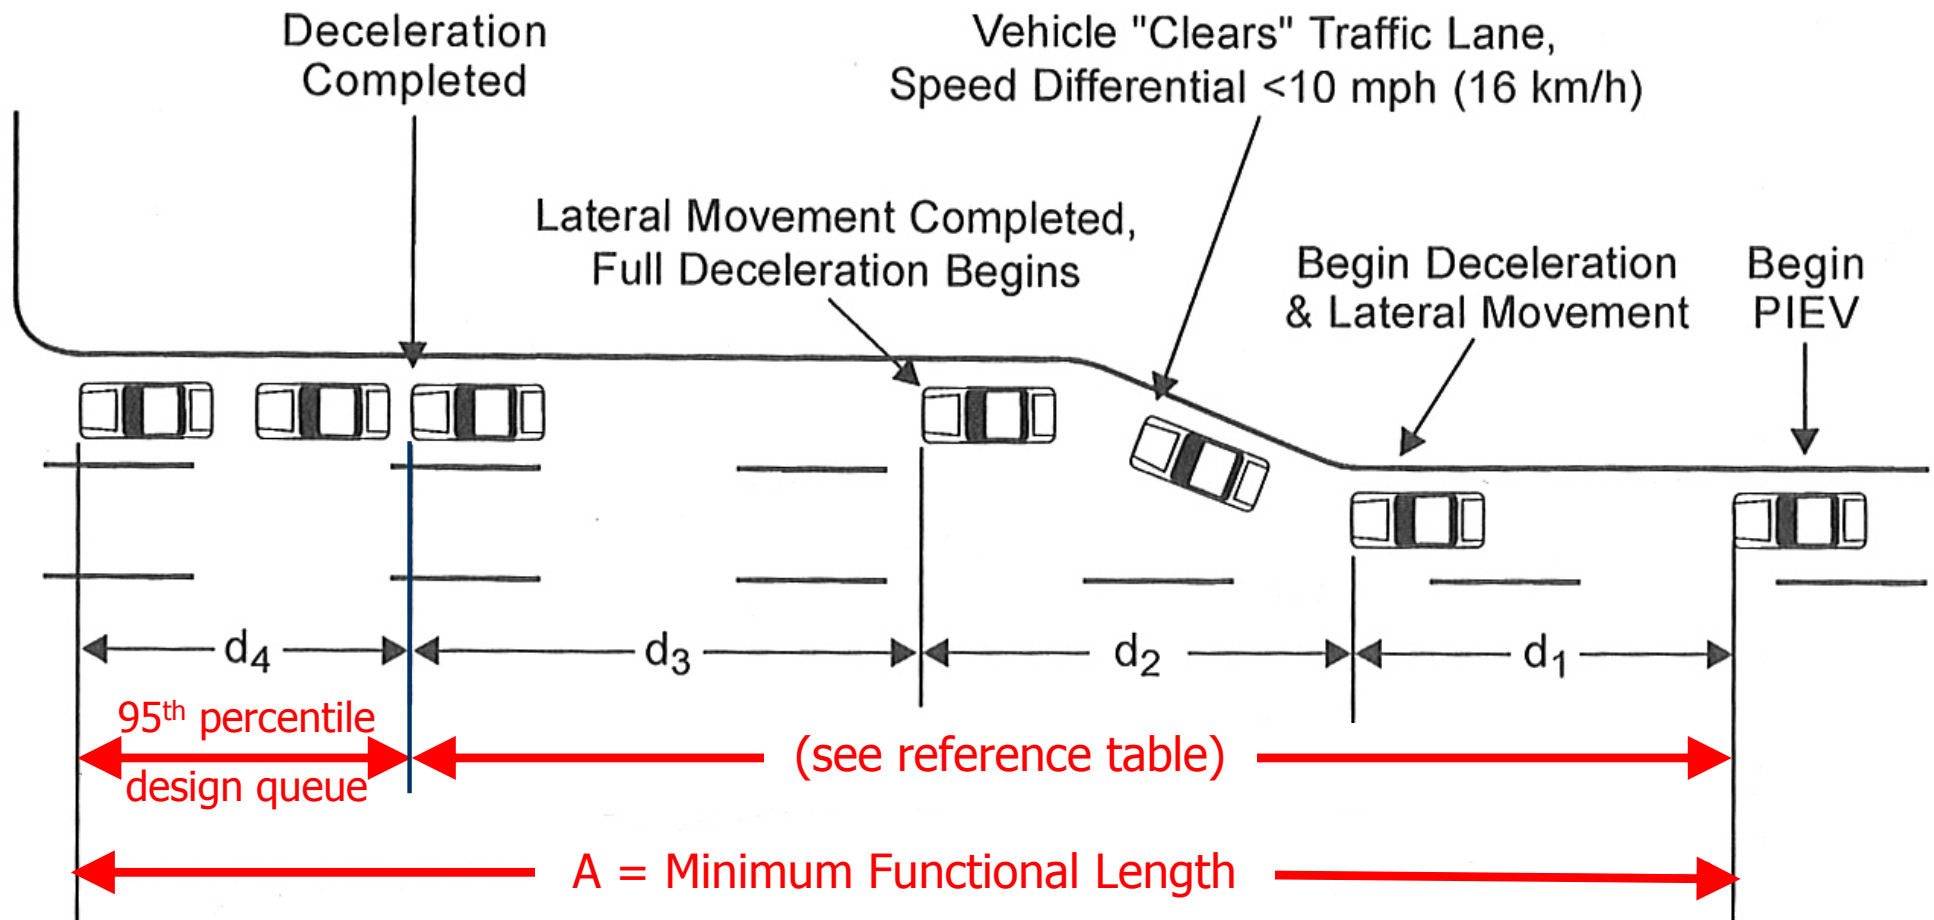 Deceleration
Completed
Vehicle "Clears" Traffic Lane,
Speed Differential <10 mph (16 km/h)
Lateral Movement Completed,
Full Deceleration Begins
Begin Deceleration
& Lateral Movement
Begin
PIEV
d4
d3
d2
d1
95th percentile
design queue
(see reference table)
A = Minimum Functional Length